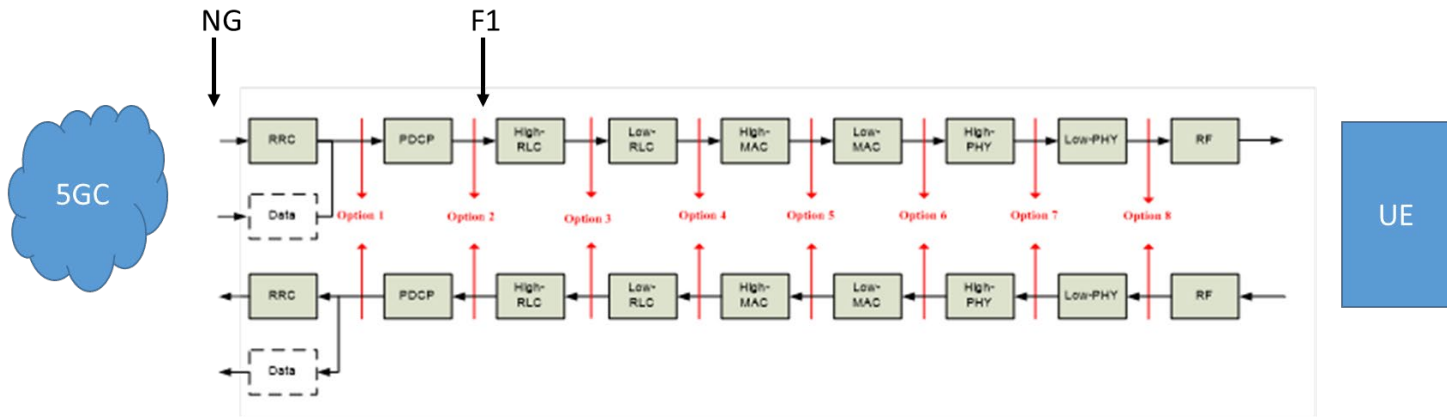 NG
F1
5GC
RRC
PDCP
High-
RLC
Low-
RLC
High-
MAC
Low-
MAC
High-
PHY
Low-PHY
RF
Data
Option 1
Option 2
Option 3
Option 4
Option 5
Option 6
Option 7
Option 8
UE
RRC
PDCP
High-
RLC
Low-
RLC
High-
MAC
Low-
MAC
High-
PHY
Low-PHY
RF
Data